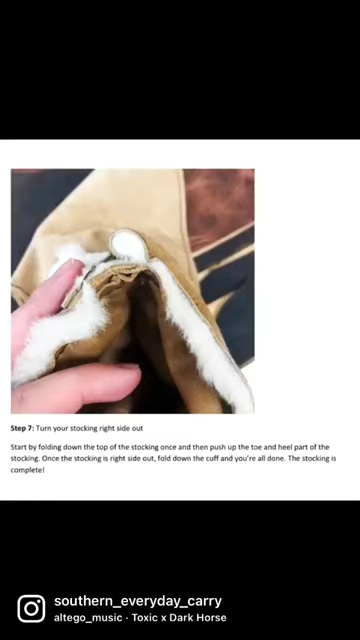 Step 7: Turn your stocking right side out
Start by folding down the top of the stocking once and then push up the toe and heel part of the
stocking. Once the stocking is right side out, fold down the cuff and you're all done. The stocking is
complete!
southern_everyday_carry
altego_music · Toxic x Dark Horse